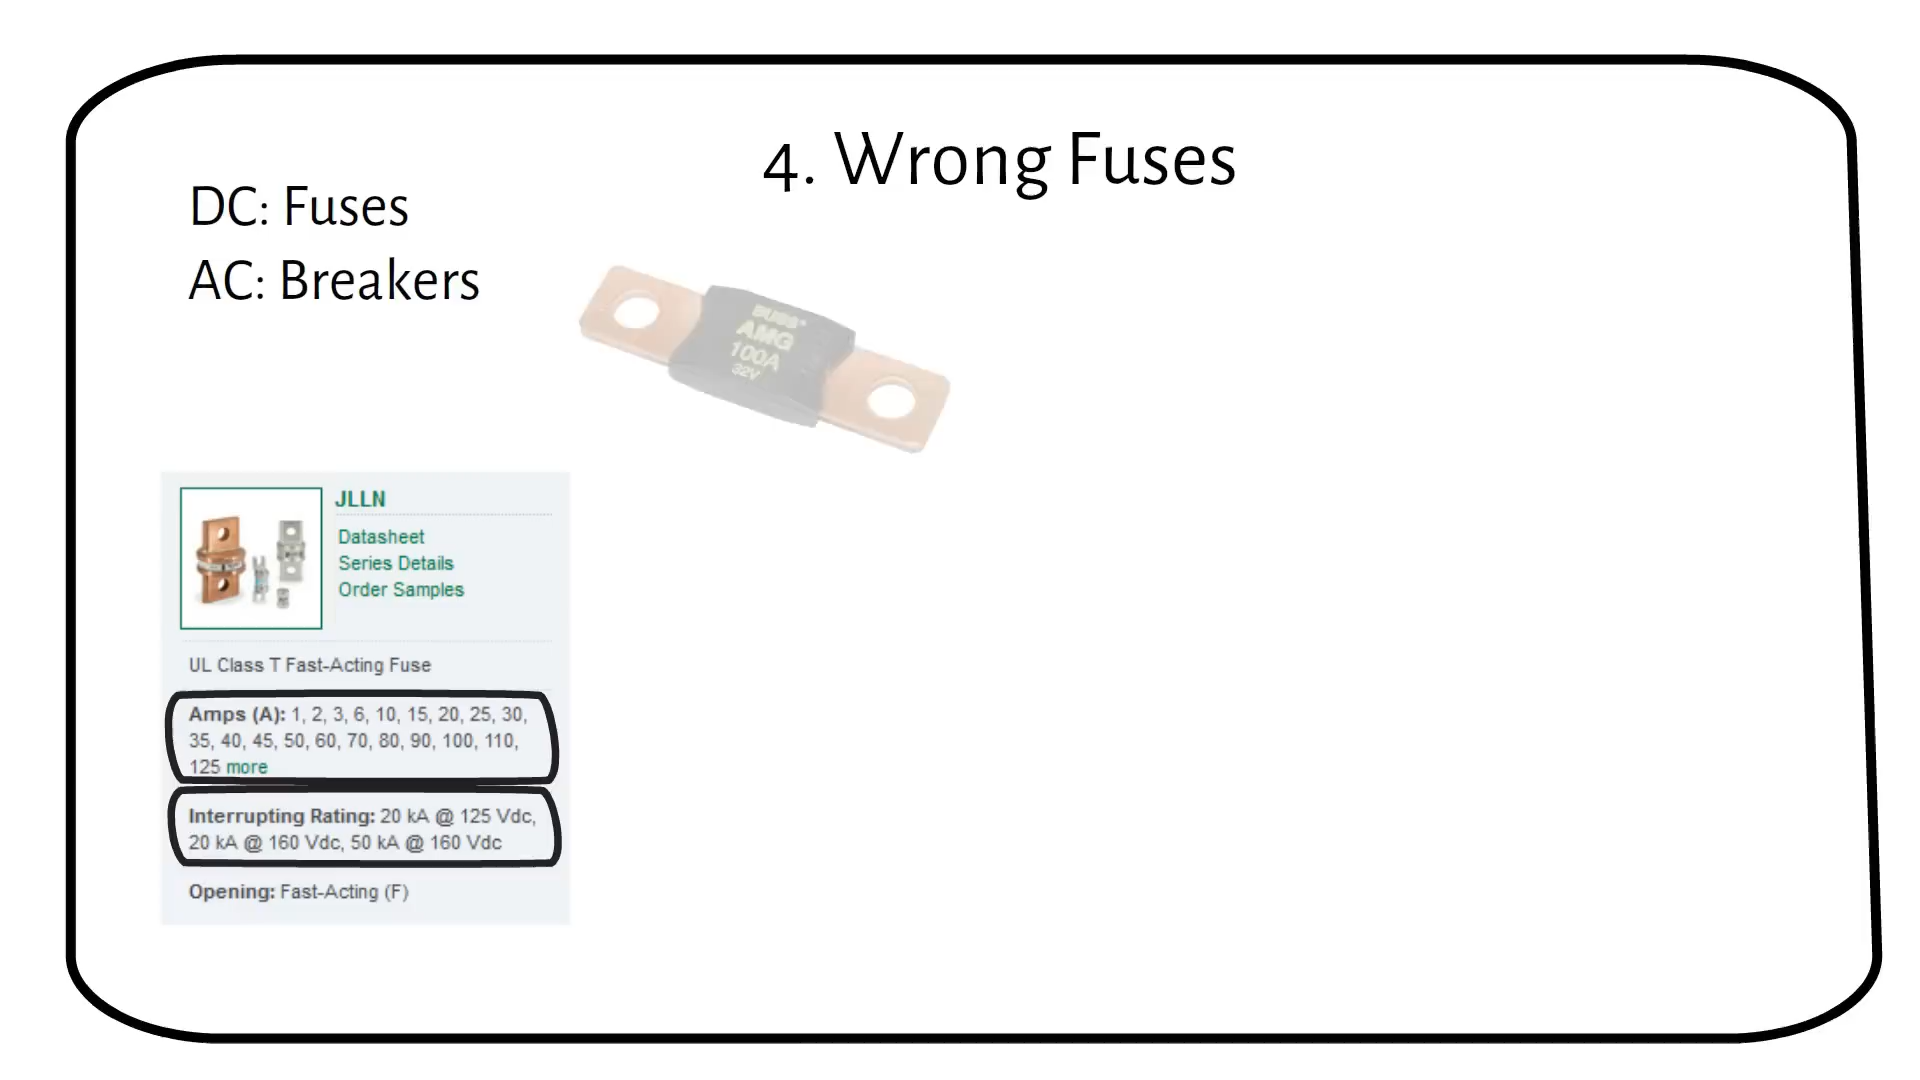 4. Wrong Fuses
DC: Fuses
AC: Breakers
BUSS
AMG
100A
32V
JLLN
Datasheet
Series Details
Order Samples
UL Class T Fast-Acting Fuse
Amps (A): 1, 2, 3, 6, 10, 15, 20, 25, 30,
35, 40, 45, 50, 60, 70, 80, 90, 100, 110,
125 more
Interrupting Rating: 20 kA @ 125 Vdc,
20 kA @ 160 Vdc, 50 kA @ 160 Vdc
Opening: Fast-Acting (F)